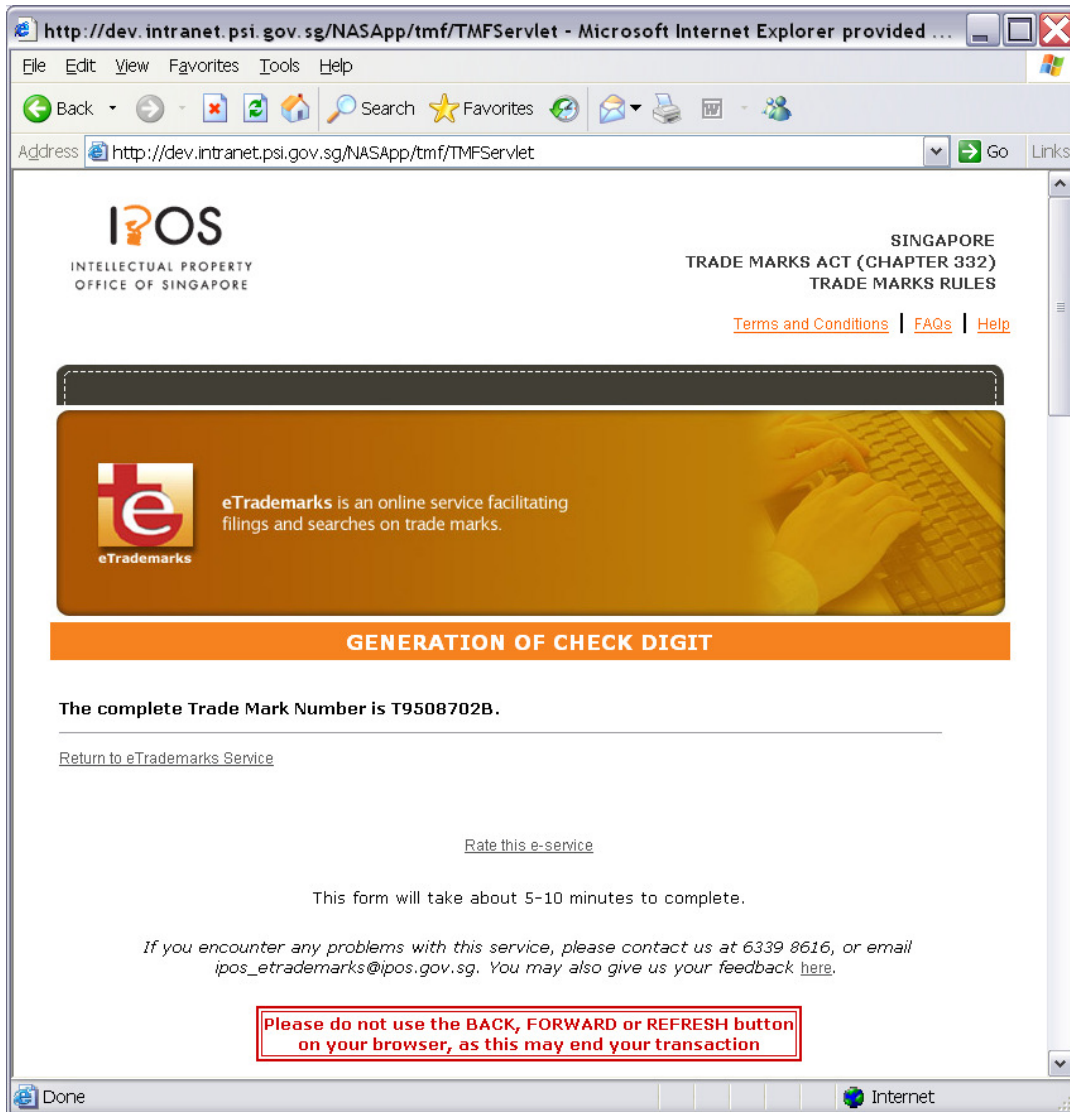 http://dev.intranet.psi.gov.sg/NASApp/tmf/TMFServlet - Microsoft Internet Explorer provided ...
File Edit View Favorites Tools Help
Back Search Favorites
Address http://dev.intranet.psi.gov.sg/NASApp/tmf/TMFServlet Go Links
IPOS
INTELLECTUAL PROPERTY
OFFICE OF SINGAPORE
SINGAPORE
TRADE MARKS ACT (CHAPTER 332)
TRADE MARKS RULES
Terms and Conditions | FAQs | Help
te
eTrademarks
eTrademarks is an online service facilitating
filings and searches on trade marks.
GENERATION OF CHECK DIGIT
The complete Trade Mark Number is T9508702B.
Return to eTrademarks Service
Rate this e-service
This form will take about 5-10 minutes to complete.
If you encounter any problems with this service, please contact us at 6339 8616, or email
ipos_etrademarks@ipos.gov.sg. You may also give us your feedback here.
Please do not use the BACK, FORWARD or REFRESH button
on your browser, as this may end your transaction
Done Internet